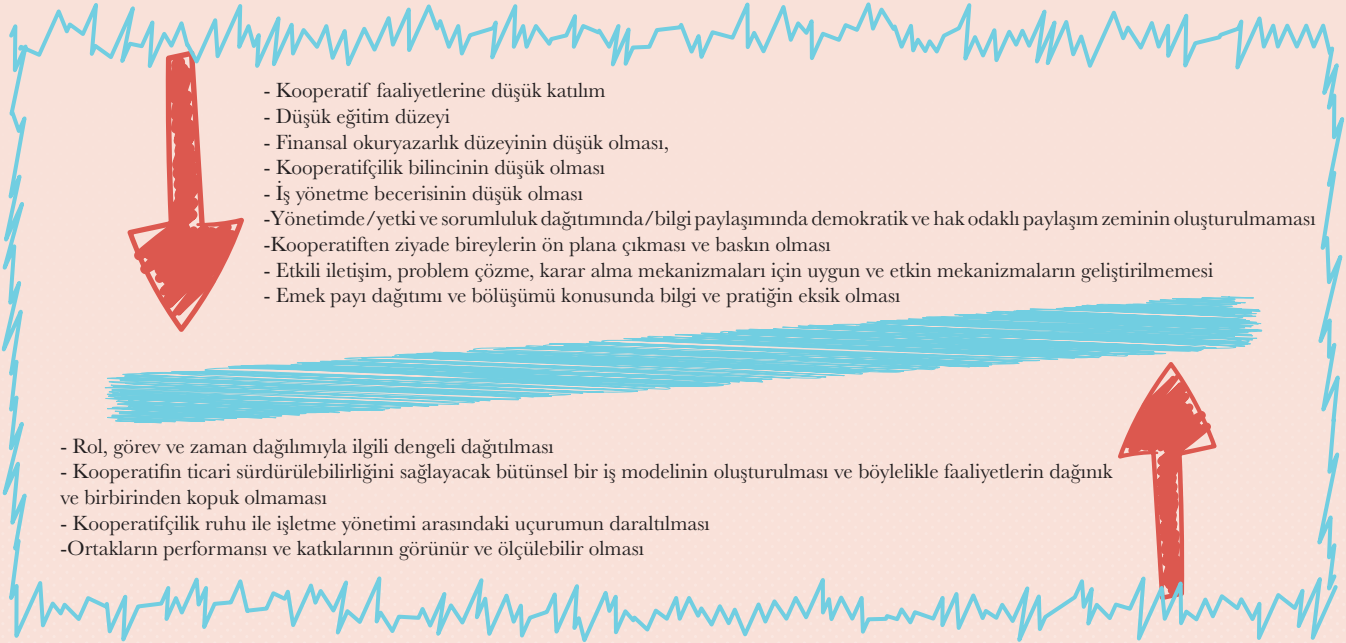 - Kooperatif faaliyetlerine düşük katılım
- Düşük eğitim düzeyi
- Finansal okuryazarlık düzeyinin düşük olması,
- Kooperatifçilik bilincinin düşük olması
- İş yönetme becerisinin düşük olması
-Yönetimde/yetki ve sorumluluk dağıtımında/bilgi paylaşımında demokratik ve hak odaklı paylaşım zeminin oluşturulmaması
-Kooperatiften ziyade bireylerin ön plana çıkması ve baskın olması
- Etkili iletişim, problem çözme, karar alma mekanizmaları için uygun ve etkin mekanizmaların geliştirilmemesi
- Emek payı dağıtımı ve bölüşümü konusunda bilgi ve pratiğin eksik olması
- Rol, görev ve zaman dağılımıyla ilgili dengeli dağıtılması
- Kooperatifin ticari sürdürülebilirliğini sağlayacak bütünsel bir iş modelinin oluşturulması ve böylelikle faaliyetlerin dağınık
ve birbirinden kopuk olmaması
- Kooperatifçilik ruhu ile işletme yönetimi arasındaki uçurumun daraltılması
-Ortakların performansı ve katkılarının görünür ve ölçülebilir olması